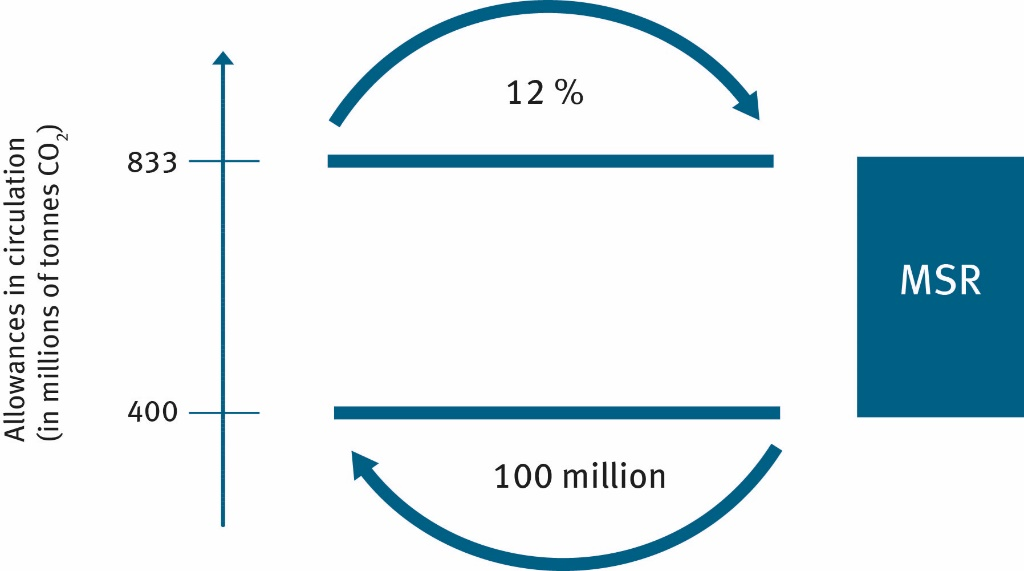 Allowances in circulation
(in millions of tonnes CO₂)
12 %
833
MSR
400
100 million